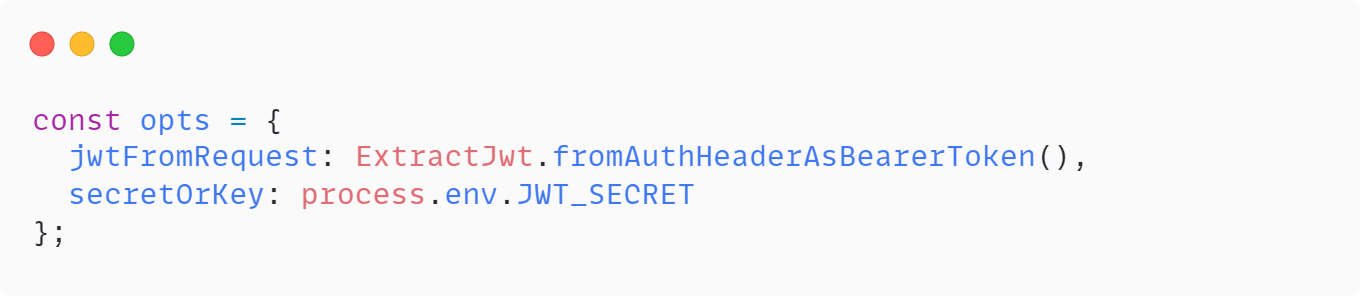 const opts = {
  jwtFromRequest: ExtractJwt.fromAuthHeaderAsBearerToken(),
  secretOrKey: process.env.JWT_SECRET
};